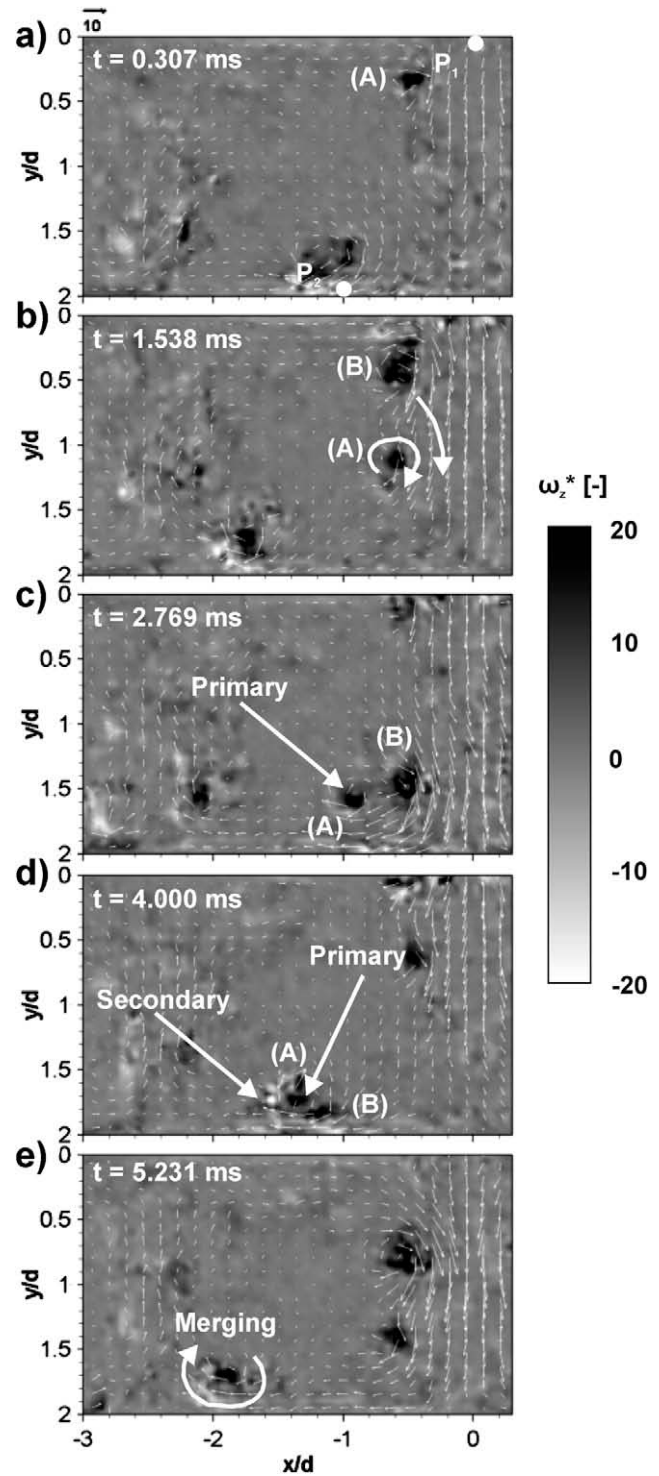 10
a)
0
t = 0.307 ms
(A)
P1
0.5
y/d
1
1.5
P2
2
b)
0
t = 1.538 ms
(B)
0.5
y/d
1
(A)
1.5
2
ωz* [-]
20
10
0
-10
-20
c)
0
t = 2.769 ms
0.5
Primary
y/d
1
(B)
1.5
(A)
2
d)
0
t = 4.000 ms
0.5
Primary
y/d
1
Secondary
1.5
(A)
(B)
2
e)
0
t = 5.231 ms
0.5
y/d
1
Merging
1.5
2
-3 -2 -1 0
x/d